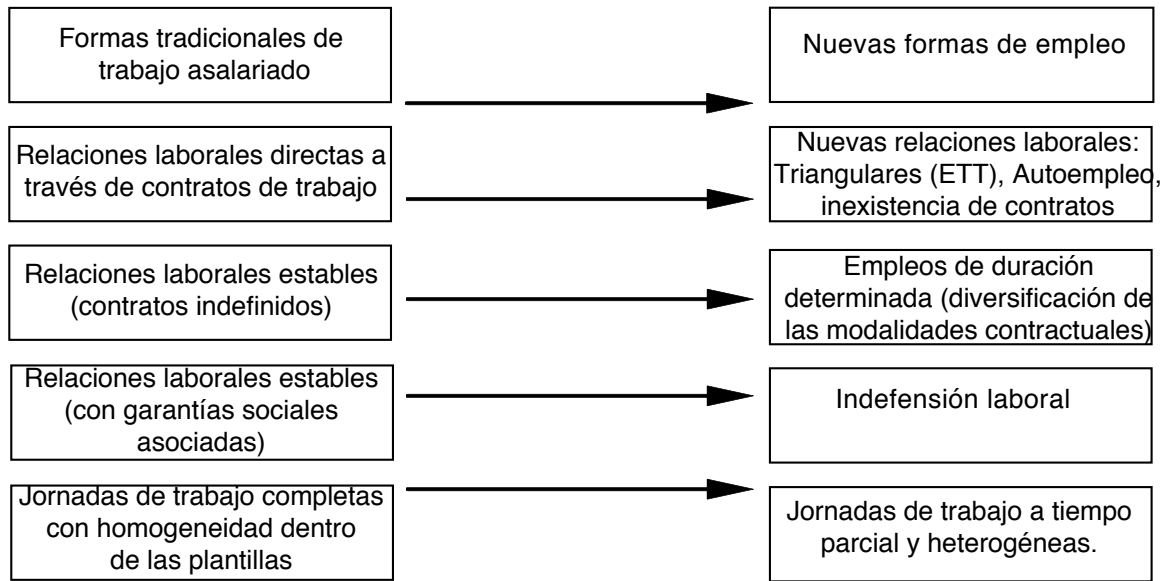 Formas tradicionales de
trabajo asalariado
Nuevas formas de empleo
Relaciones laborales directas a
través de contratos de trabajo
Nuevas relaciones laborales:
Triangulares (ETT), Autoempleo,
inexistencia de contratos
Relaciones laborales estables
(contratos indefinidos)
Empleos de duración
determinada (diversificación de
las modalidades contractuales)
Relaciones laborales estables
(con garantías sociales
asociadas)
Indefensión laboral
Jornadas de trabajo completas
con homogeneidad dentro
de las plantillas
Jornadas de trabajo a tiempo
parcial y heterogéneas.